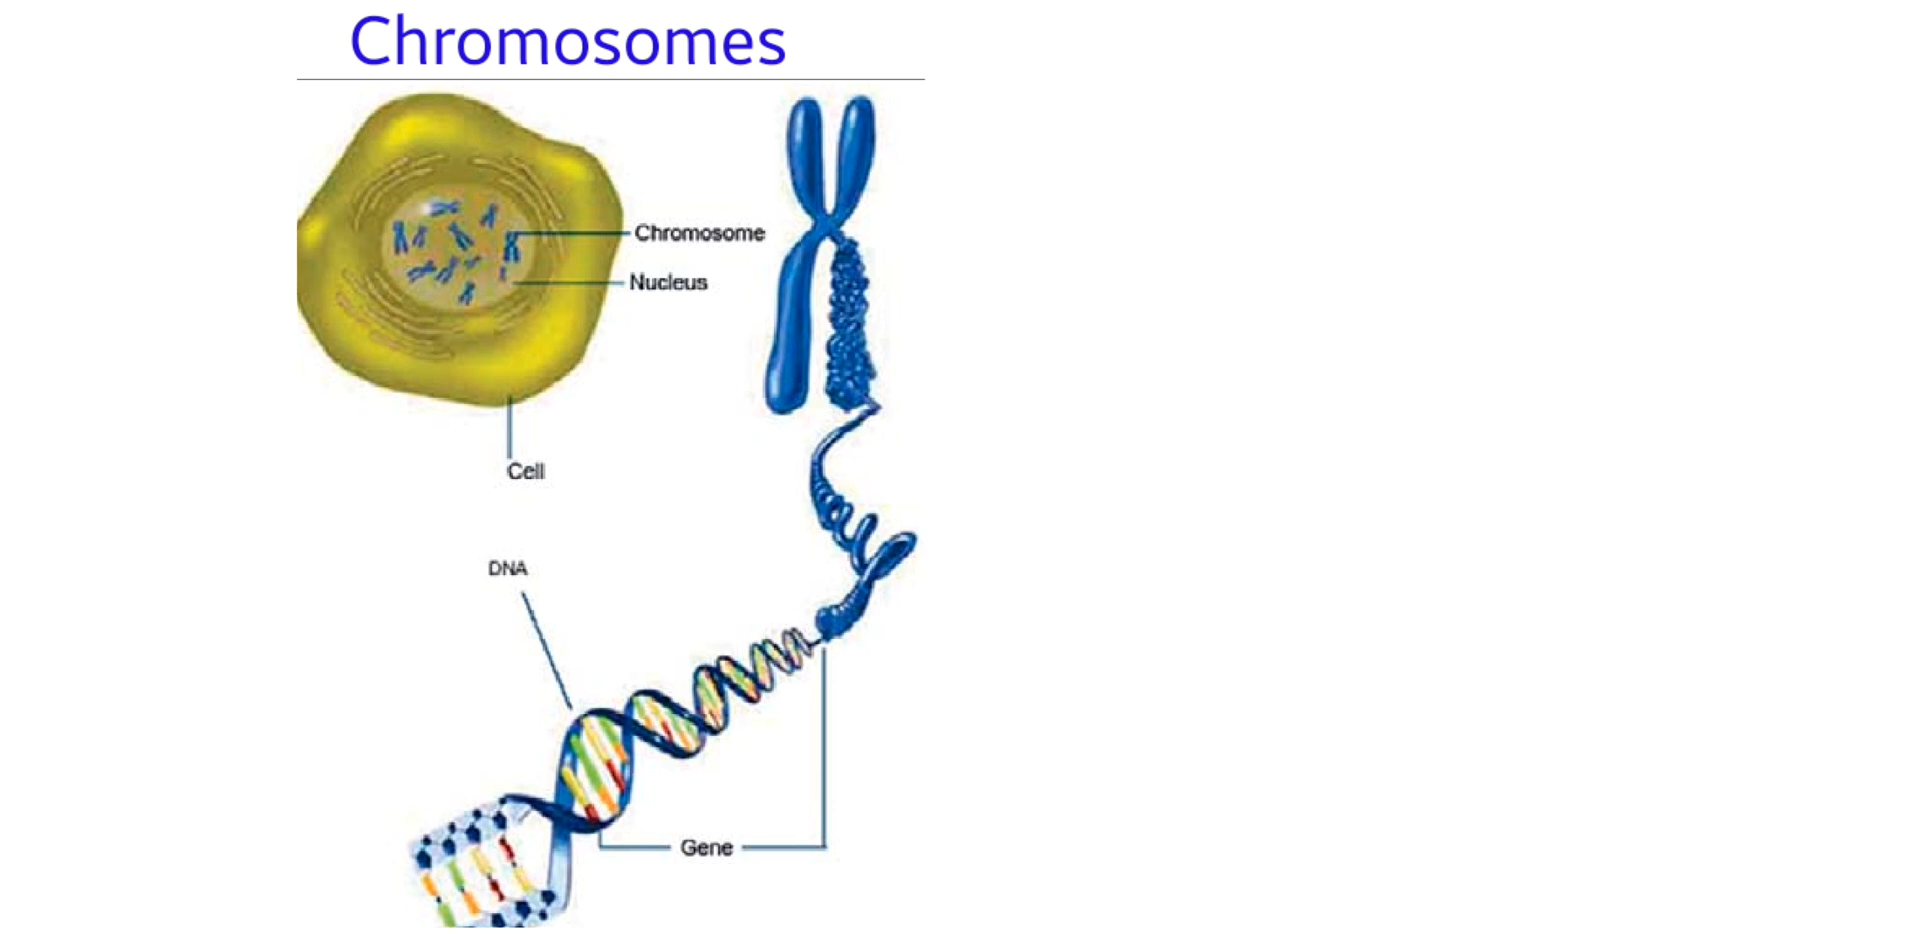 Chromosomes
Chromosome
Nucleus
Cell
DNA
Gene